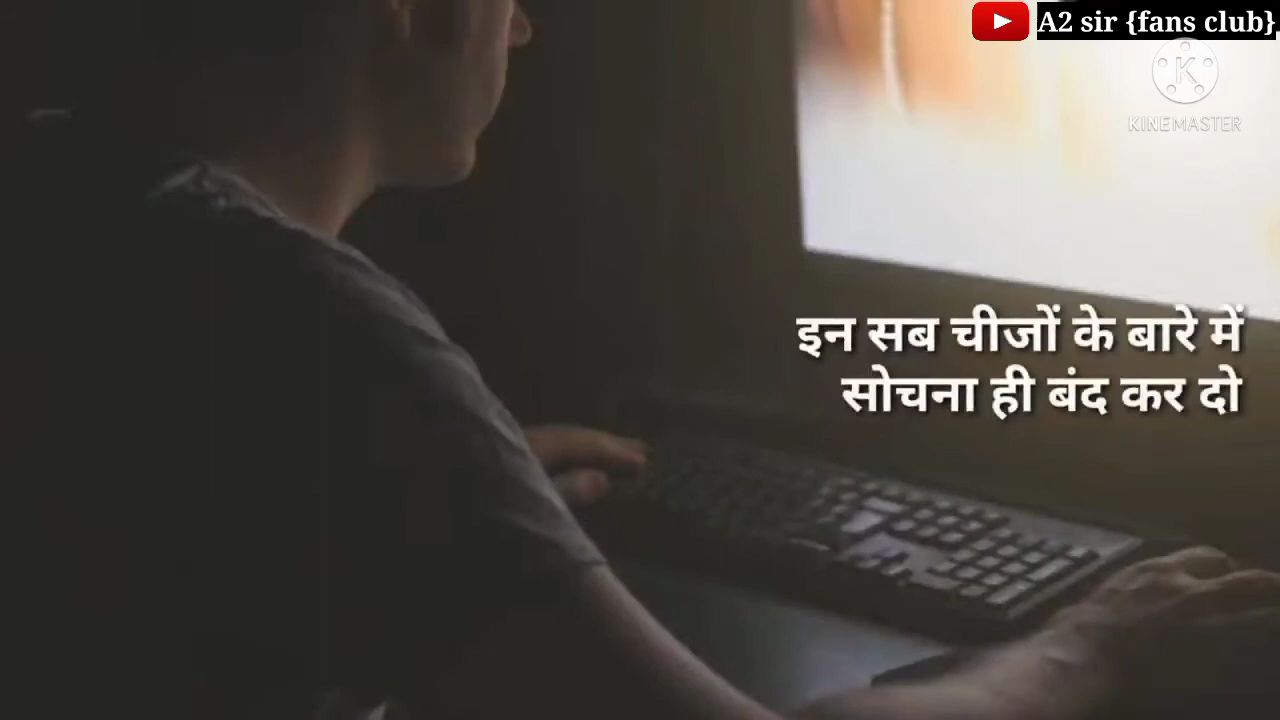 A2 sir {fans club}.
KINEMASTER
इन सब चीजों के बारे में
सोचना ही बंद कर दो